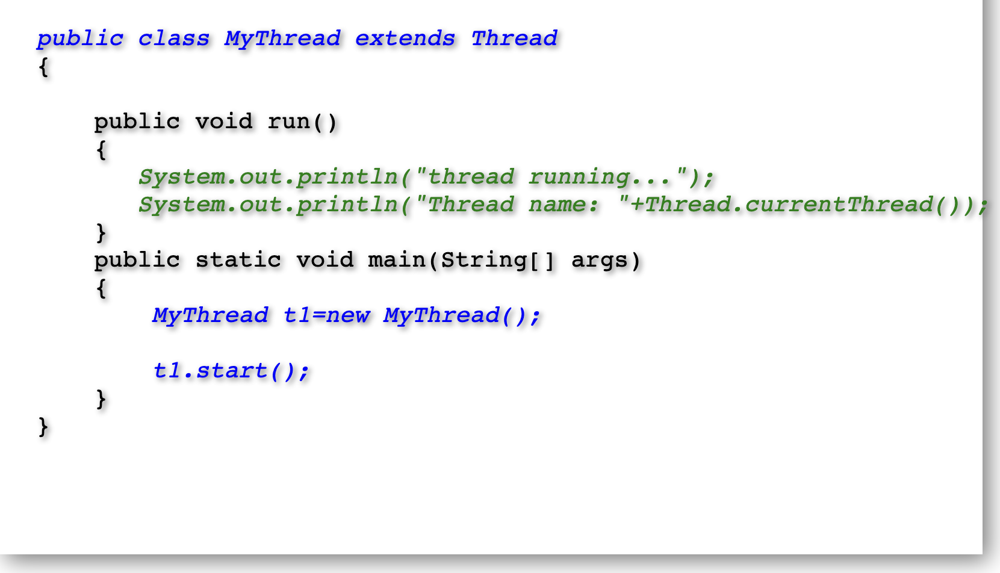 public class MyThread extends Thread
{
public void run()
{
System.out.println("thread running...");
System.out.println("Thread name: "+Thread.currentThread());
}
public static void main(String[] args)
{
MyThread t1=new MyThread();
t1.start();
}
}